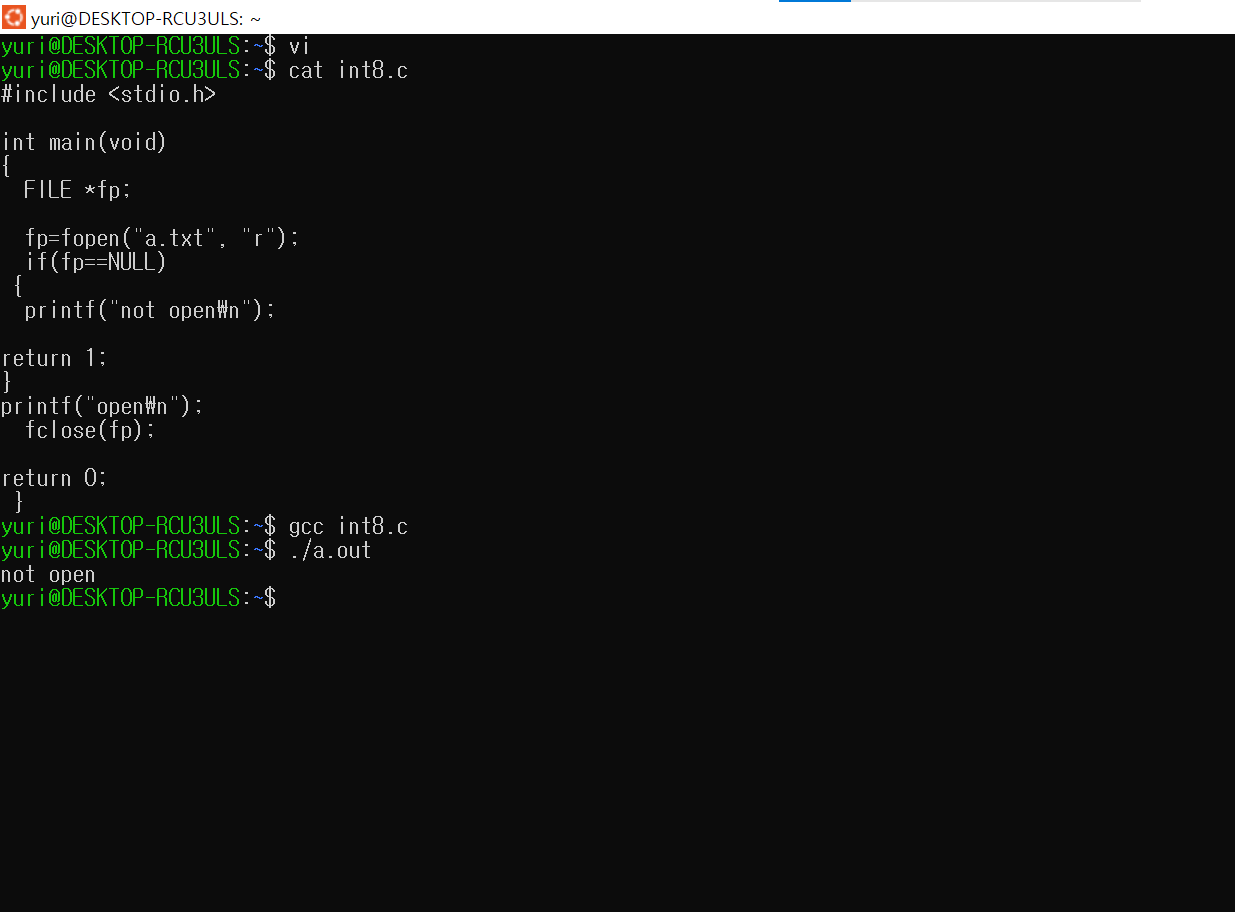 yuri@DESKTOP-RCU3ULS: ~
yuri@DESKTOP-RCU3ULS:~$ vi
yuri@DESKTOP-RCU3ULS:~$ cat int8.c
#include <stdio.h>
int main(void)
{
FILE *fp;
fp=fopen("a.txt", "r");
if(fp==NULL)
{
printf("not open₩n");
return 1;
}
printf("open₩n");
fclose(fp);
return 0;
}
yuri@DESKTOP-RCU3ULS:~$ gcc int8.c
yuri@DESKTOP-RCU3ULS:~$ ./a.out
not open
yuri@DESKTOP-RCU3ULS:~$